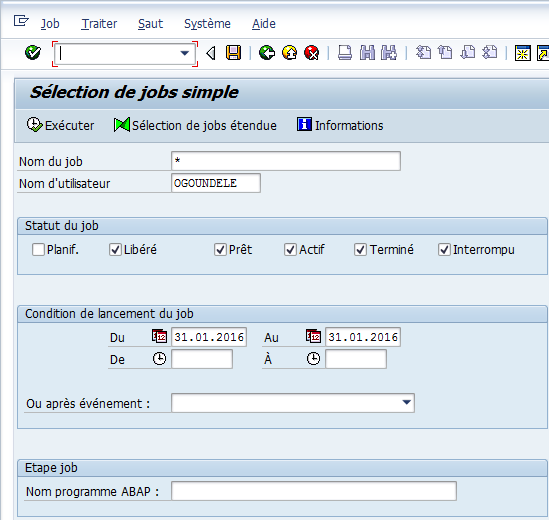 Job Traiter Saut Système Aide
Sélection de jobs simple
Exécuter Sélection de jobs étendue Informations
Nom du job *
Nom d'utilisateur OGOUNDELE
Statut du job
Planif. Libéré Prêt Actif Terminé Interrompu
Condition de lancement du job
Du 31.01.2016 Au 31.01.2016
De À
Ou après événement :
Etape job
Nom programme ABAP :